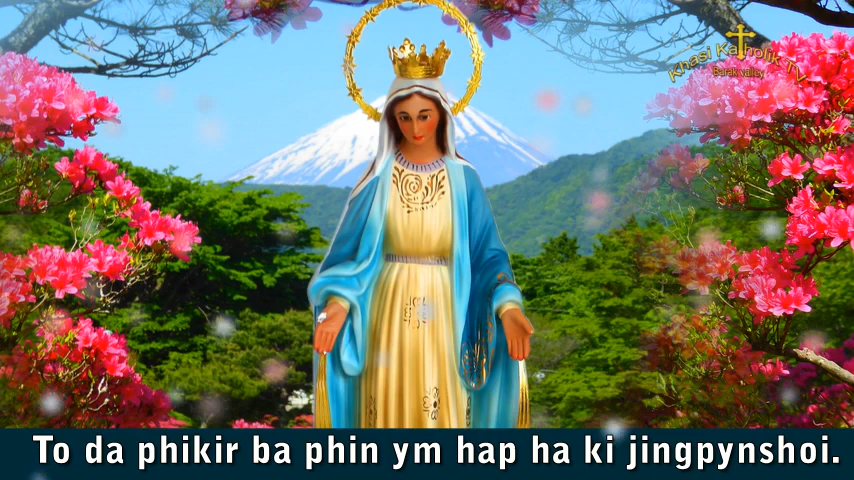 Khasi Katholik TV
Barak valley
To da phikir ba phin ym hap ha ki jingpynshoi.